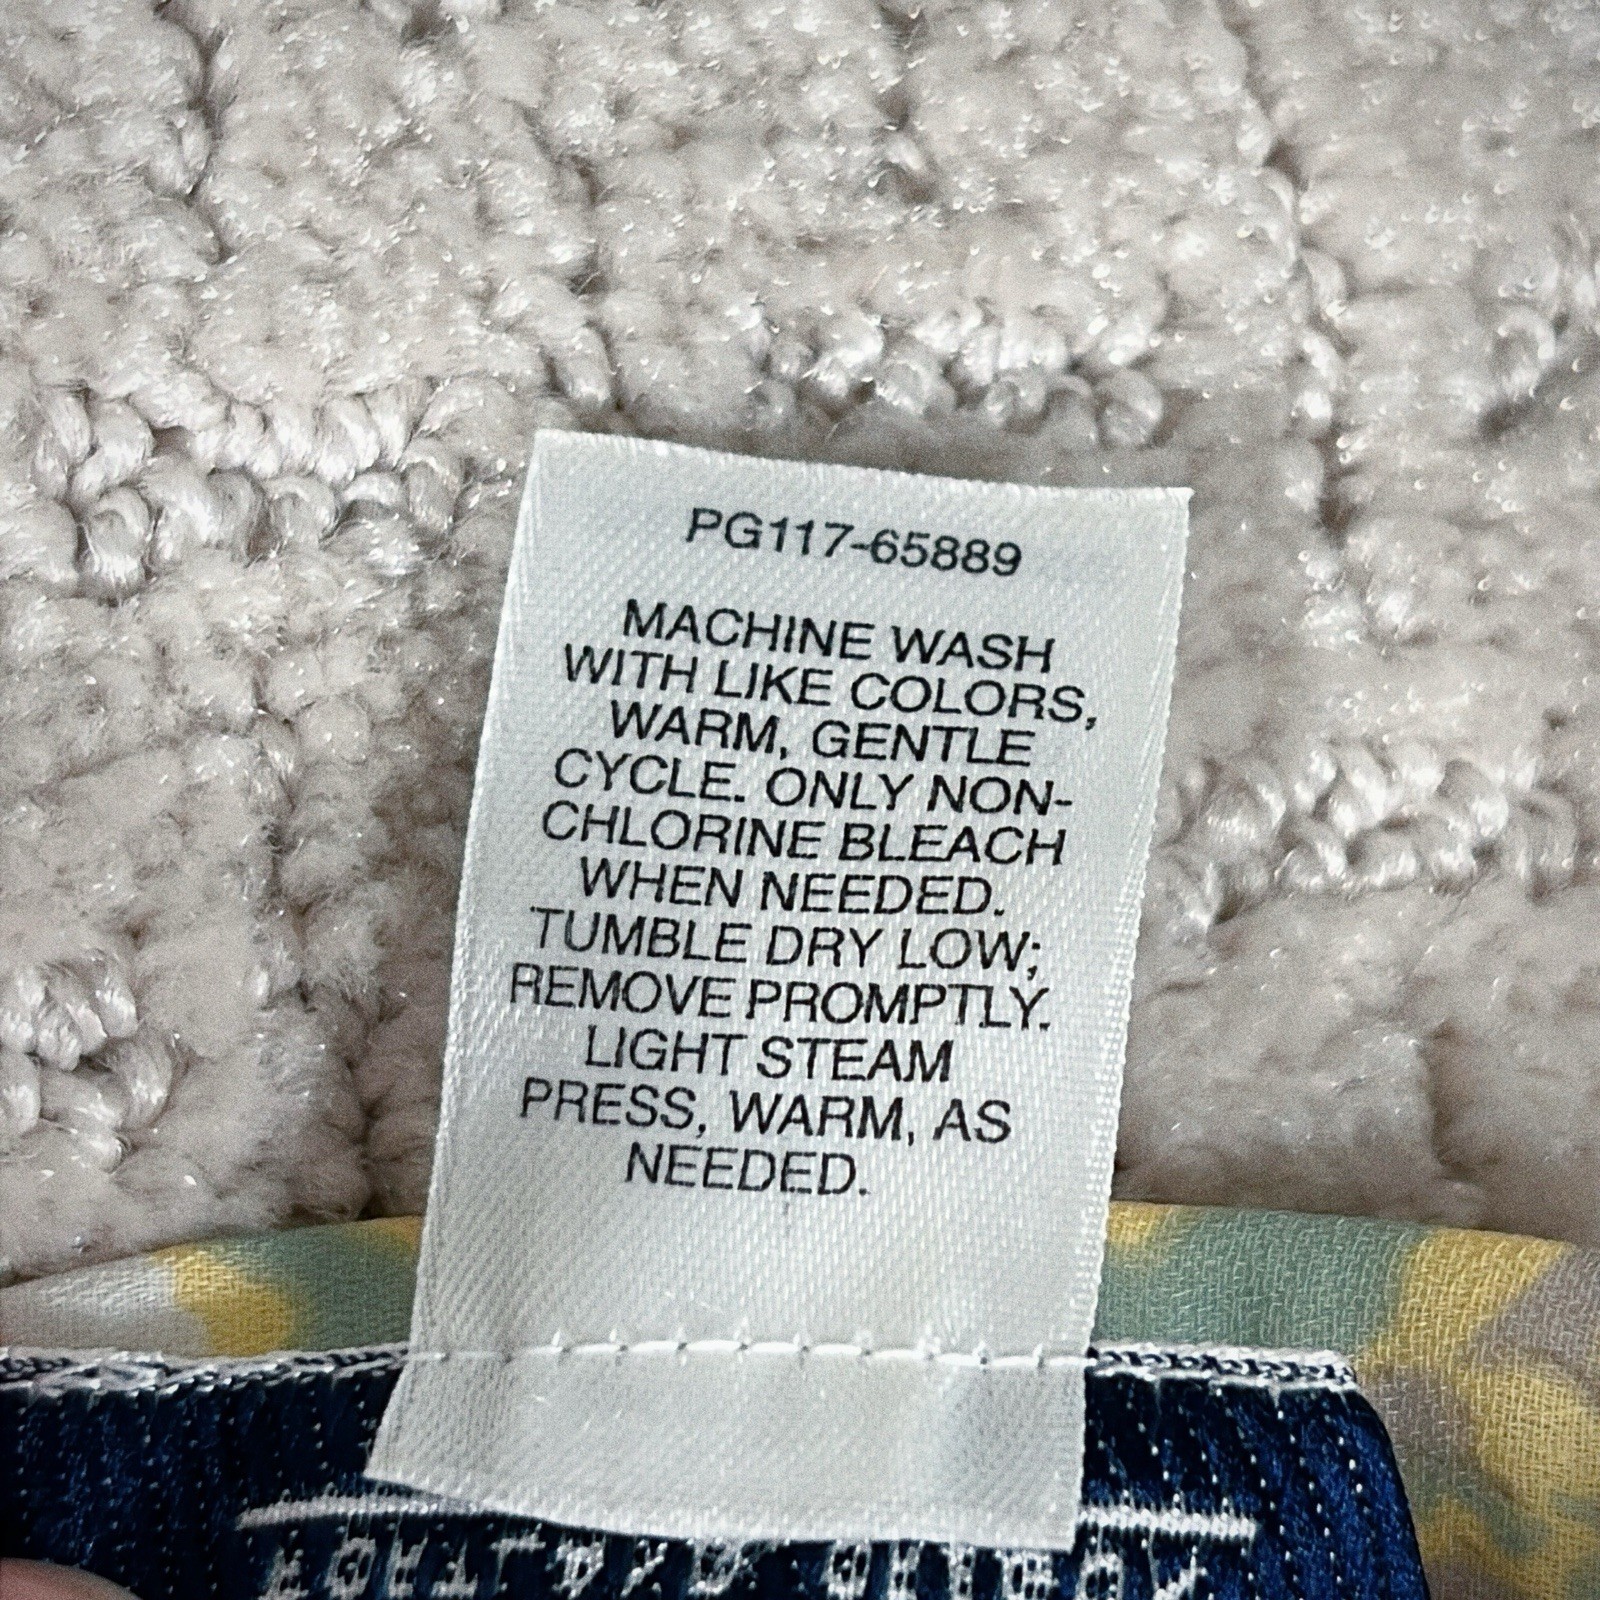 PG117-65889
MACHINE WASH
WITH LIKE COLORS,
WARM, GENTLE
CYCLE. ONLY NON-
CHLORINE BLEACH
WHEN NEEDED.
TUMBLE DRY LOW;
REMOVE PROMPTLY.
LIGHT STEAM
PRESS, WARM, AS
NEEDED.